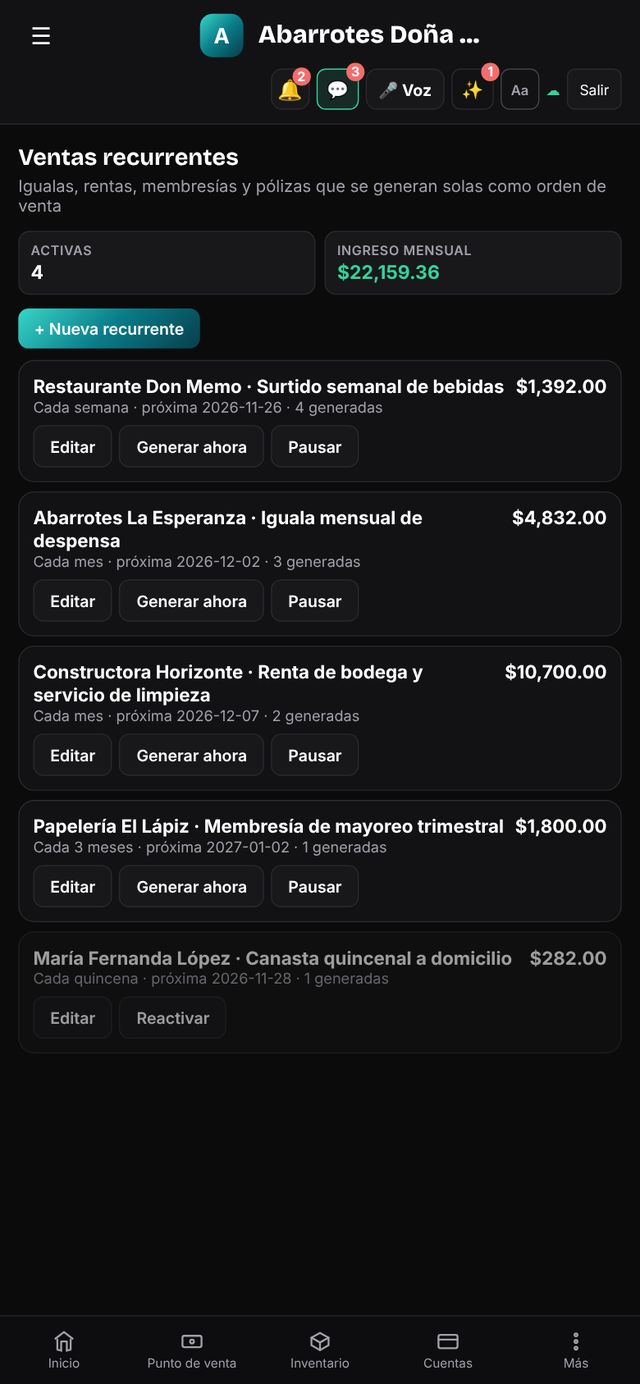 ☰ A Abarrotes Doña ...
🔔 2 💬 3 🎤 Voz ✨ 1 Aa ☁ Salir
Ventas recurrentes
Igualas, rentas, membresías y pólizas que se generan solas como orden de
venta
ACTIVAS
4
INGRESO MENSUAL
$22,159.36
+ Nueva recurrente
Restaurante Don Memo · Surtido semanal de bebidas $1,392.00
Cada semana · próxima 2026-11-26 · 4 generadas
Editar Generar ahora Pausar
Abarrotes La Esperanza · Iguala mensual de $4,832.00
despensa
Cada mes · próxima 2026-12-02 · 3 generadas
Editar Generar ahora Pausar
Constructora Horizonte · Renta de bodega y $10,700.00
servicio de limpieza
Cada mes · próxima 2026-12-07 · 2 generadas
Editar Generar ahora Pausar
Papelería El Lápiz · Membresía de mayoreo trimestral $1,800.00
Cada 3 meses · próxima 2027-01-02 · 1 generadas
Editar Generar ahora Pausar
María Fernanda López · Canasta quincenal a domicilio $282.00
Cada quincena · próxima 2026-11-28 · 1 generadas
Editar Reactivar
Inicio Punto de venta Inventario Cuentas Más